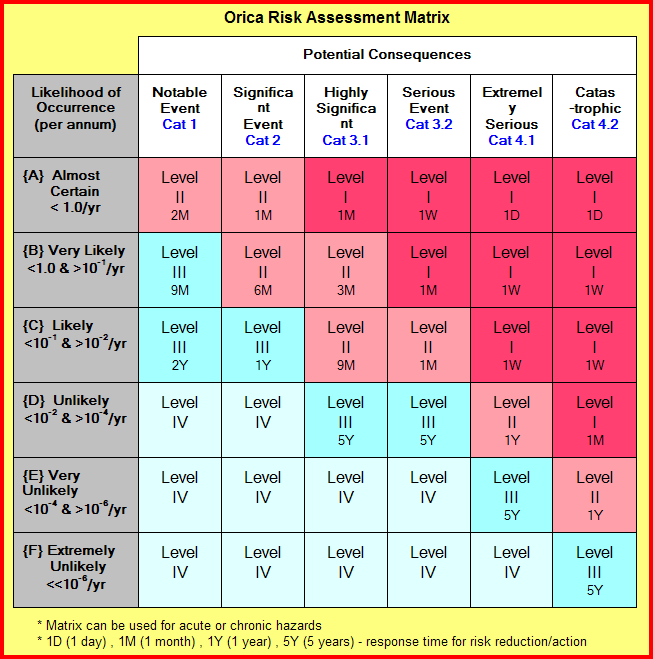 Orica Risk Assessment Matrix
Potential Consequences
Likelihood of
Occurrence
(per annum)
Notable
Event
Cat 1
Significa
nt
Event
Cat 2
Highly
Significa
nt
Cat 3.1
Serious
Event
Cat 3.2
Extremel
y
Serious
Cat 4.1
Catas
-trophic
Cat 4.2
{A} Almost
Certain
< 1.0/yr
Level
II
2M
Level
II
1M
Level
I
1M
Level
I
1W
Level
I
1D
Level
I
1D
{B} Very Likely
<1.0 & >10⁻¹/yr
Level
III
9M
Level
II
6M
Level
II
3M
Level
I
1M
Level
I
1W
Level
I
1W
{C} Likely
<10⁻¹ & >10⁻²/yr
Level
III
2Y
Level
III
1Y
Level
II
9M
Level
II
1M
Level
I
1W
Level
I
1W
{D} Unlikely
<10⁻² & >10⁻⁴/yr
Level
IV
Level
IV
Level
III
5Y
Level
III
5Y
Level
II
1Y
Level
I
1M
{E} Very
Unlikely
<10⁻⁴ & >10⁻⁶/yr
Level
IV
Level
IV
Level
IV
Level
IV
Level
III
5Y
Level
II
1Y
{F} Extremely
Unlikely
<<10⁻⁶/yr
Level
IV
Level
IV
Level
IV
Level
IV
Level
IV
Level
III
5Y
* Matrix can be used for acute or chronic hazards
* 1D (1 day) , 1M (1 month) , 1Y (1 year) , 5Y (5 years) - response time for risk reduction/action